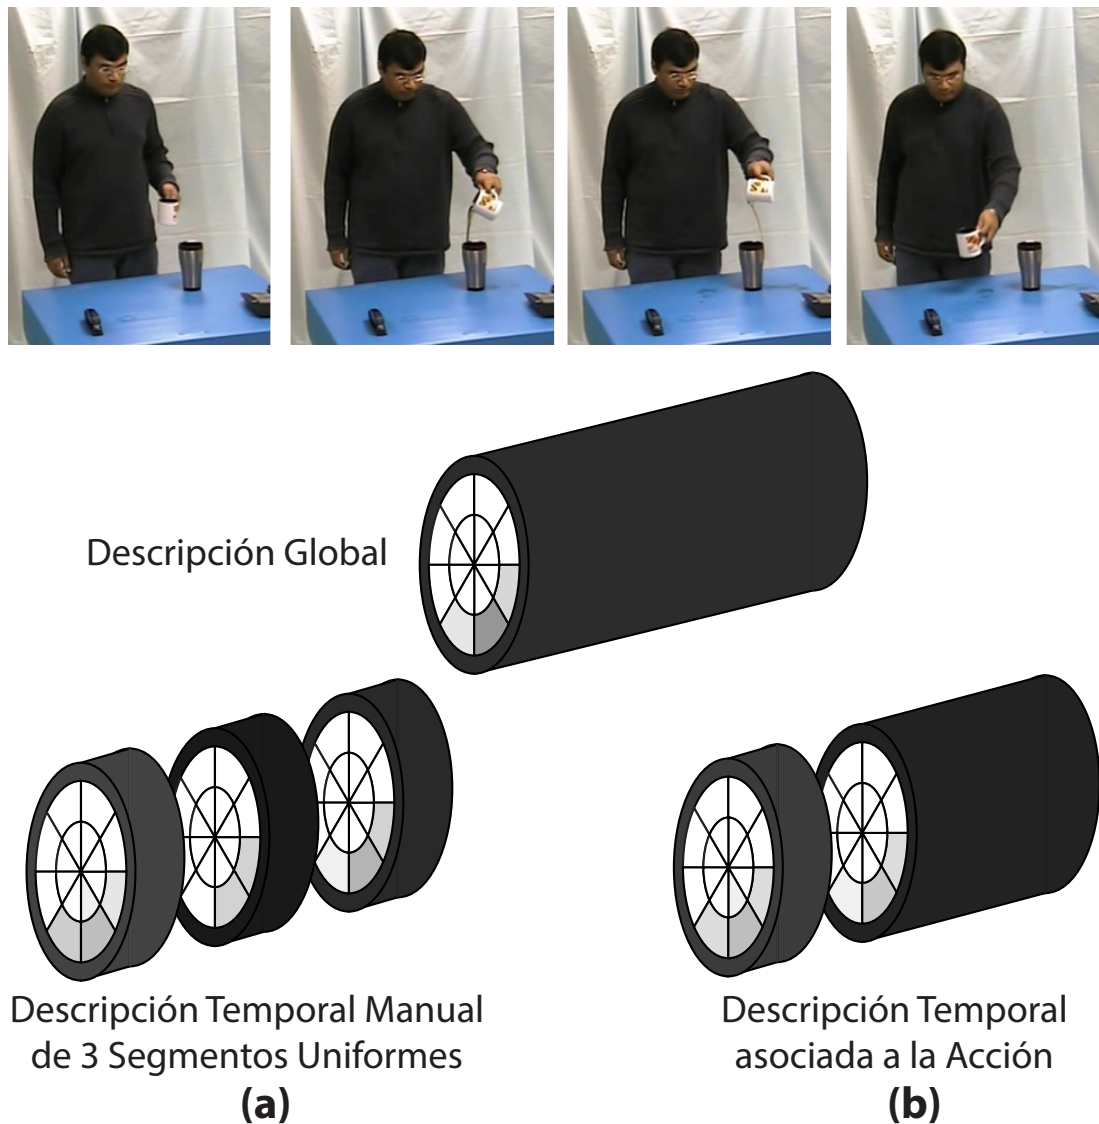 Descripción Global
Descripción Temporal Manual
de 3 Segmentos Uniformes
(a)
Descripción Temporal
asociada a la Acción
(b)